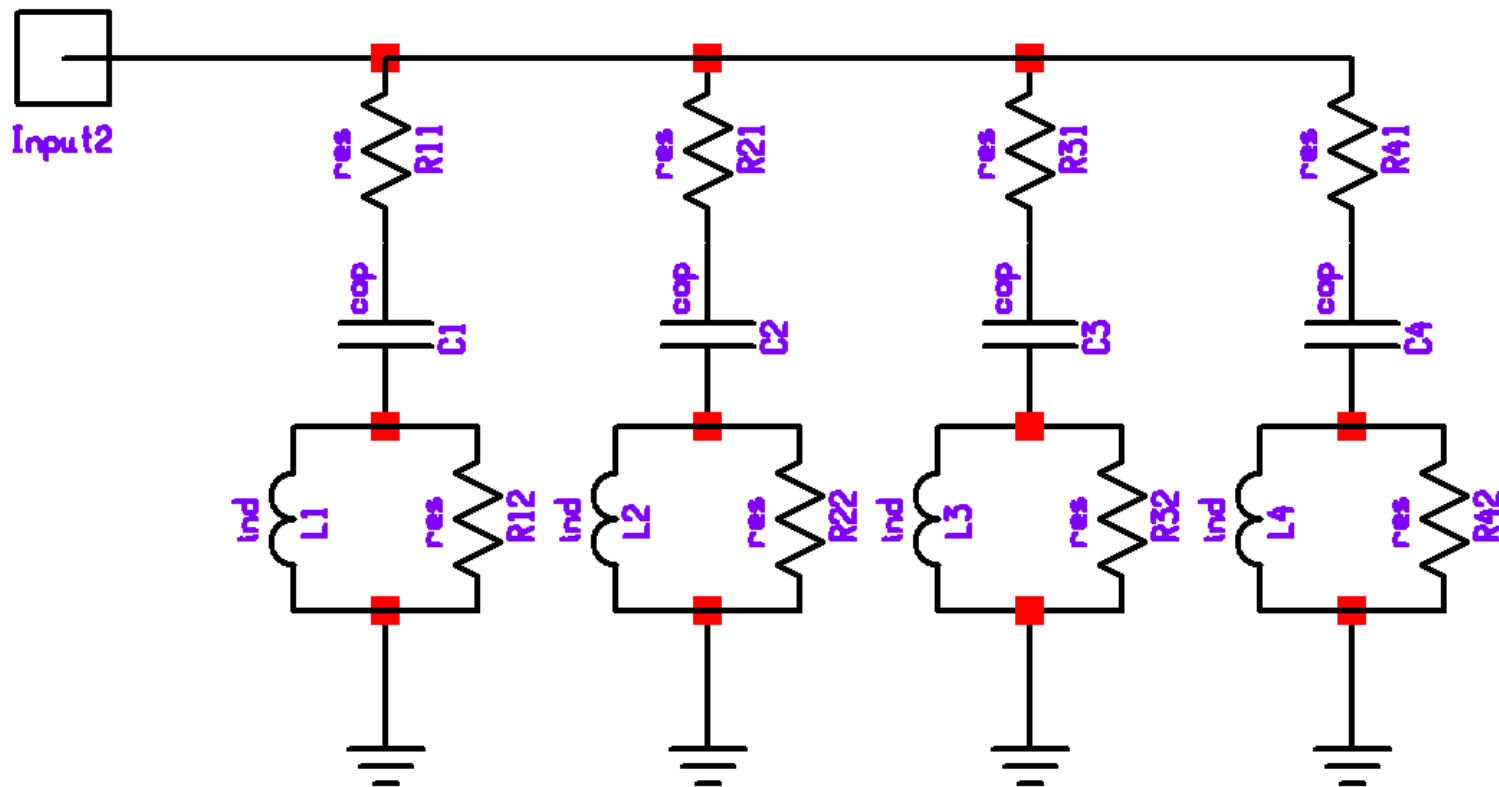 Input2
res R11
res R21
res R31
res R41
cap C1
cap C2
cap C3
cap C4
ind L1 res R12
ind L2 res R22
ind L3 res R32
ind L4 res R42